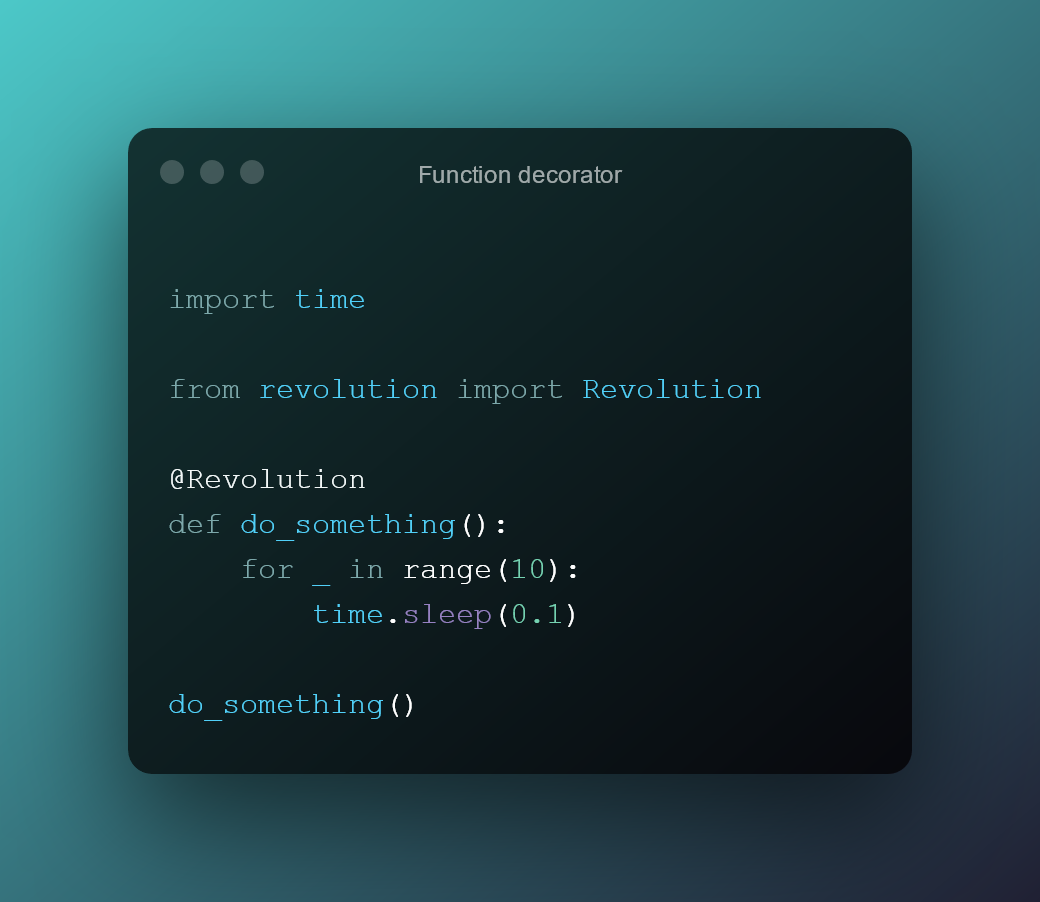 Function decorator
import time
from revolution import Revolution
@Revolution
def do_something():
    for _ in range(10):
        time.sleep(0.1)
do_something()